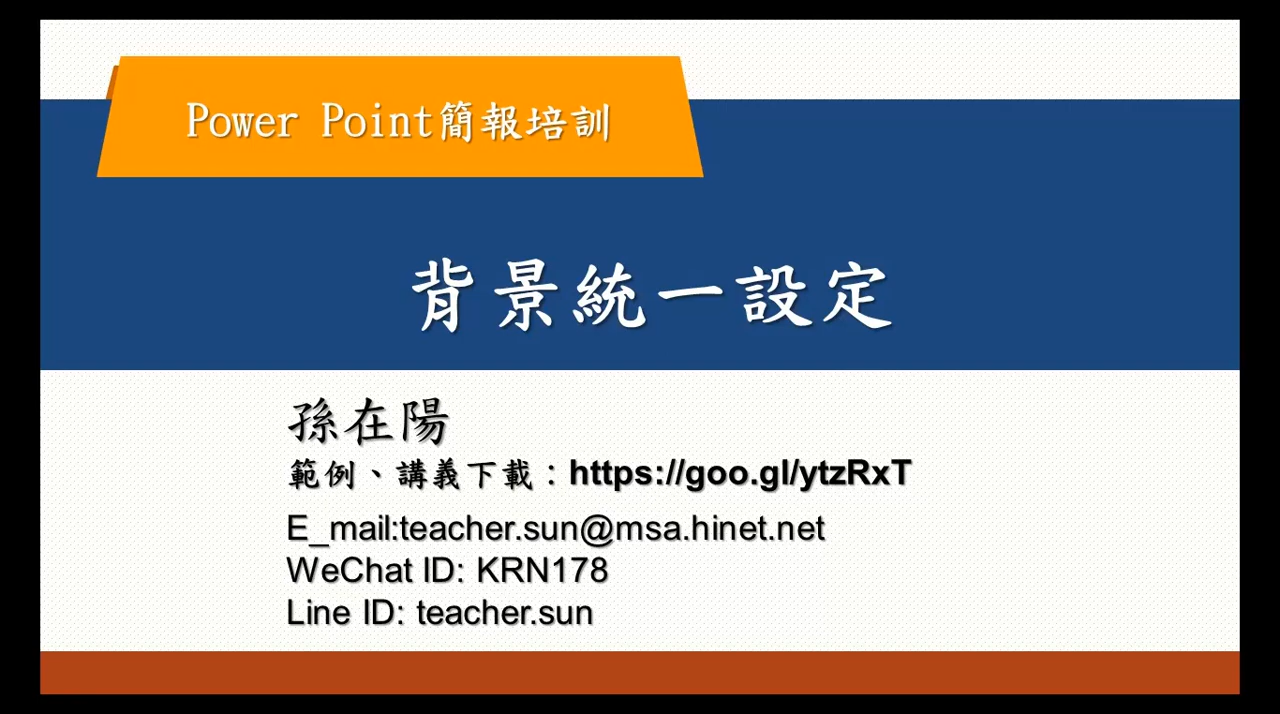 Power Point簡報培訓
背景統一設定
孫在陽
範例、講義下載：https://goo.gl/ytzRxT
E_mail:teacher.sun@msa.hinet.net
WeChat ID: KRN178
Line ID: teacher.sun